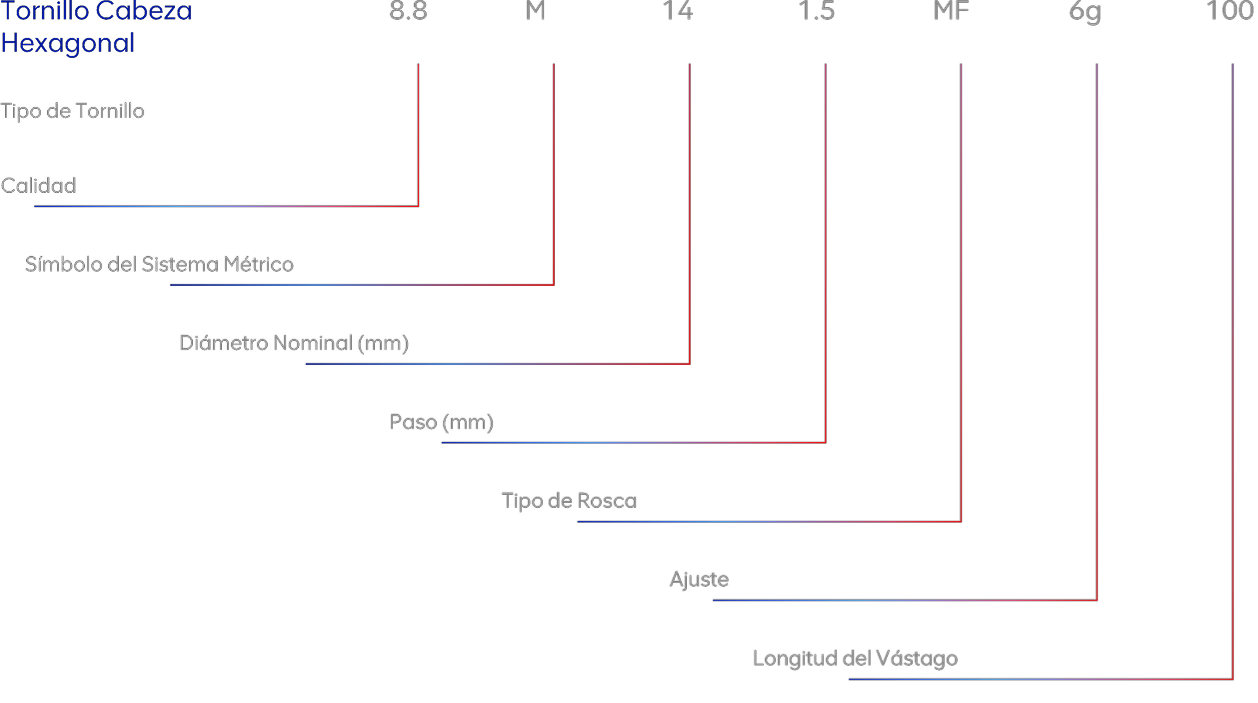 Tornillo Cabeza Hexagonal 8.8 M 14 1.5 MF 6g 100
Tipo de Tornillo
Calidad
Símbolo del Sistema Métrico
Diámetro Nominal (mm)
Paso (mm)
Tipo de Rosca
Ajuste
Longitud del Vástago